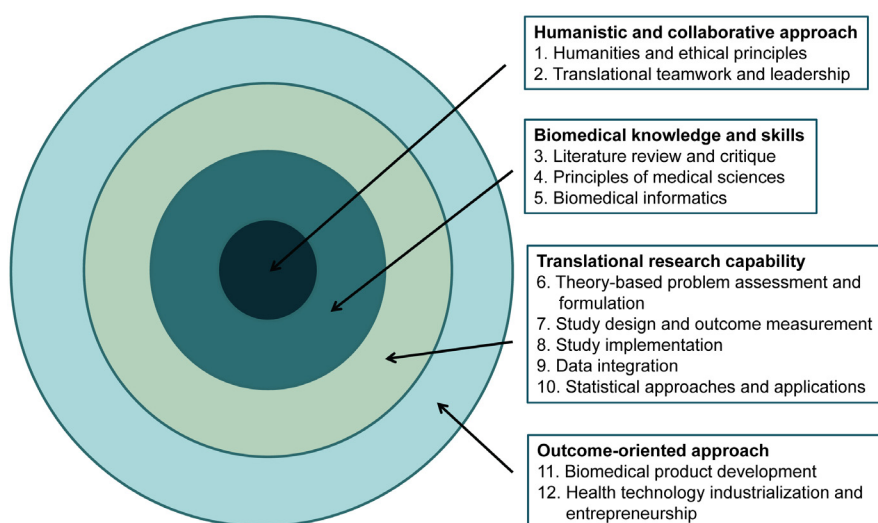 Humanistic and collaborative approach
1. Humanities and ethical principles
2. Translational teamwork and leadership
Biomedical knowledge and skills
3. Literature review and critique
4. Principles of medical sciences
5. Biomedical informatics
Translational research capability
6. Theory-based problem assessment and
formulation
7. Study design and outcome measurement
8. Study implementation
9. Data integration
10. Statistical approaches and applications
Outcome-oriented approach
11. Biomedical product development
12. Health technology industrialization and
entrepreneurship